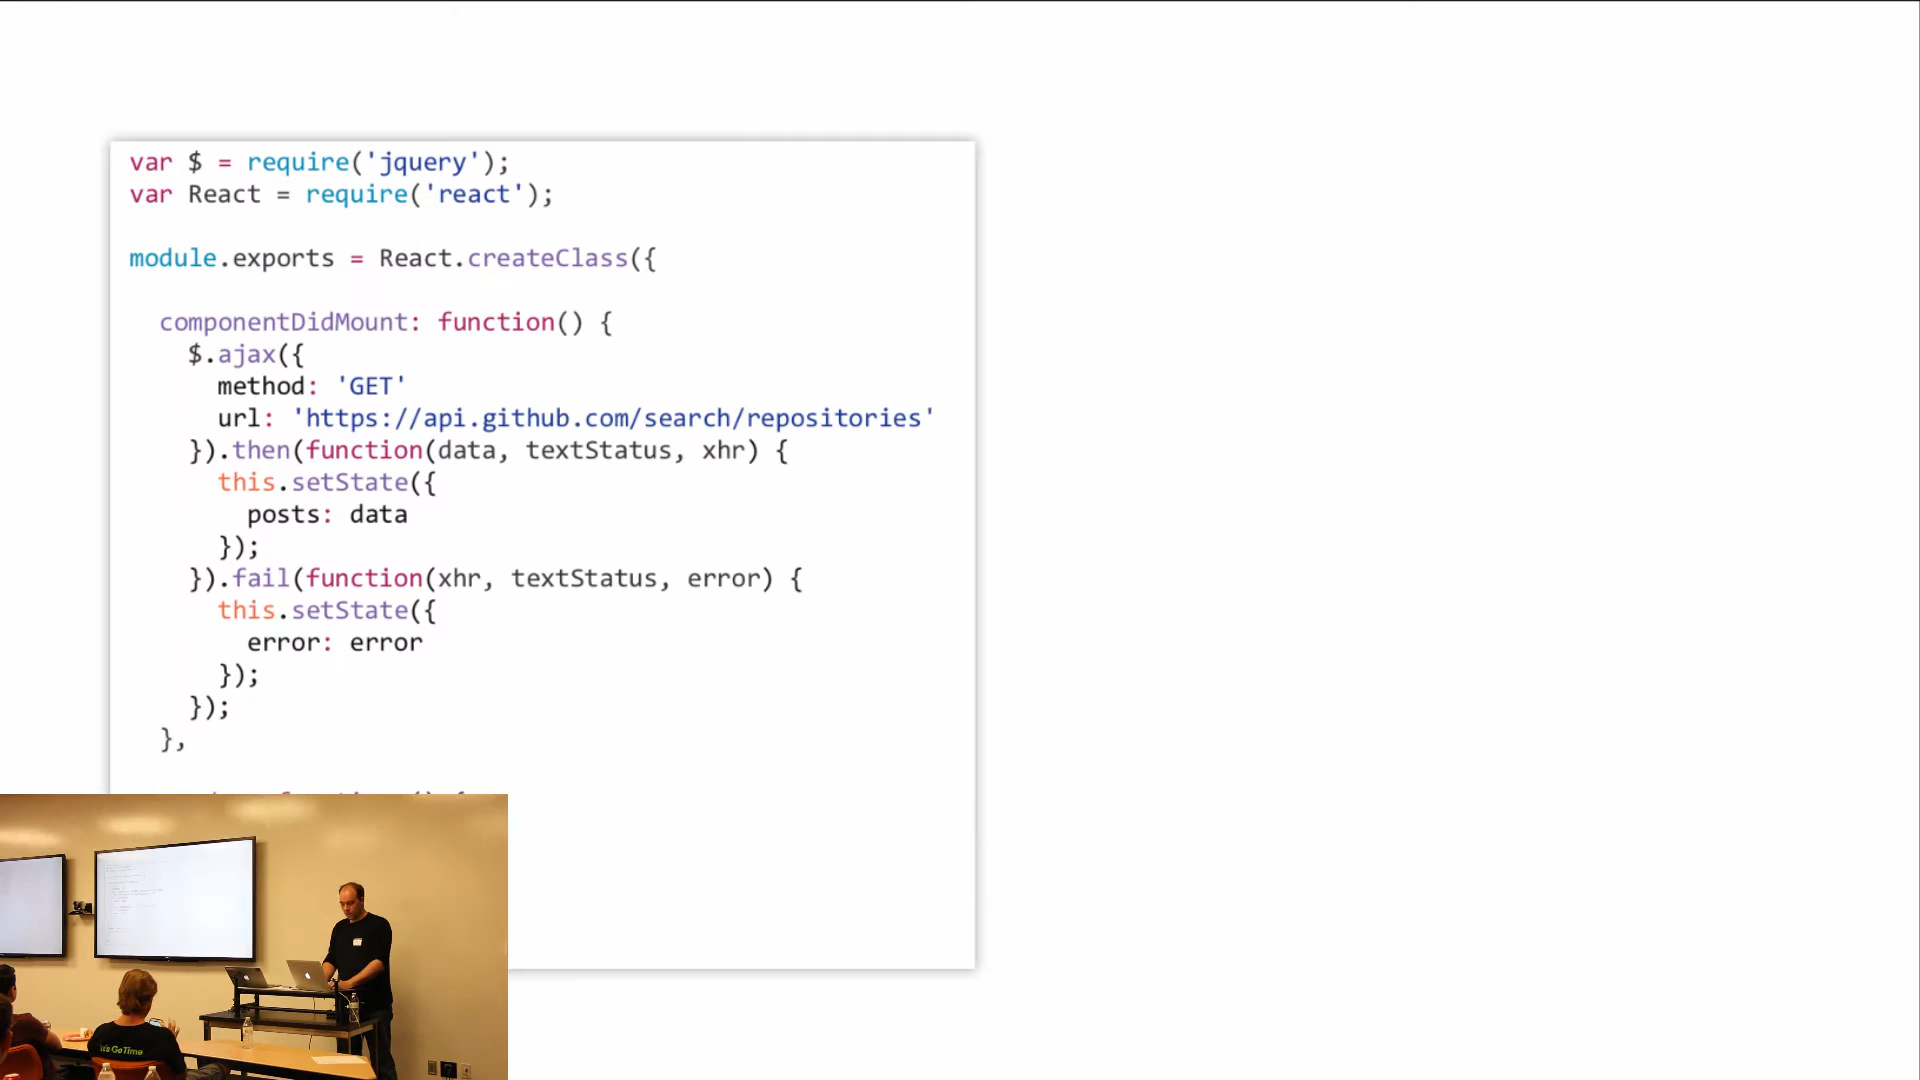 var $ = require('jquery');
var React = require('react');
module.exports = React.createClass({
componentDidMount: function() {
$.ajax({
method: 'GET'
url: 'https://api.github.com/search/repositories'
}).then(function(data, textStatus, xhr) {
this.setState({
posts: data
});
}).fail(function(xhr, textStatus, error) {
this.setState({
error: error
});
});
},
Let's GoTime